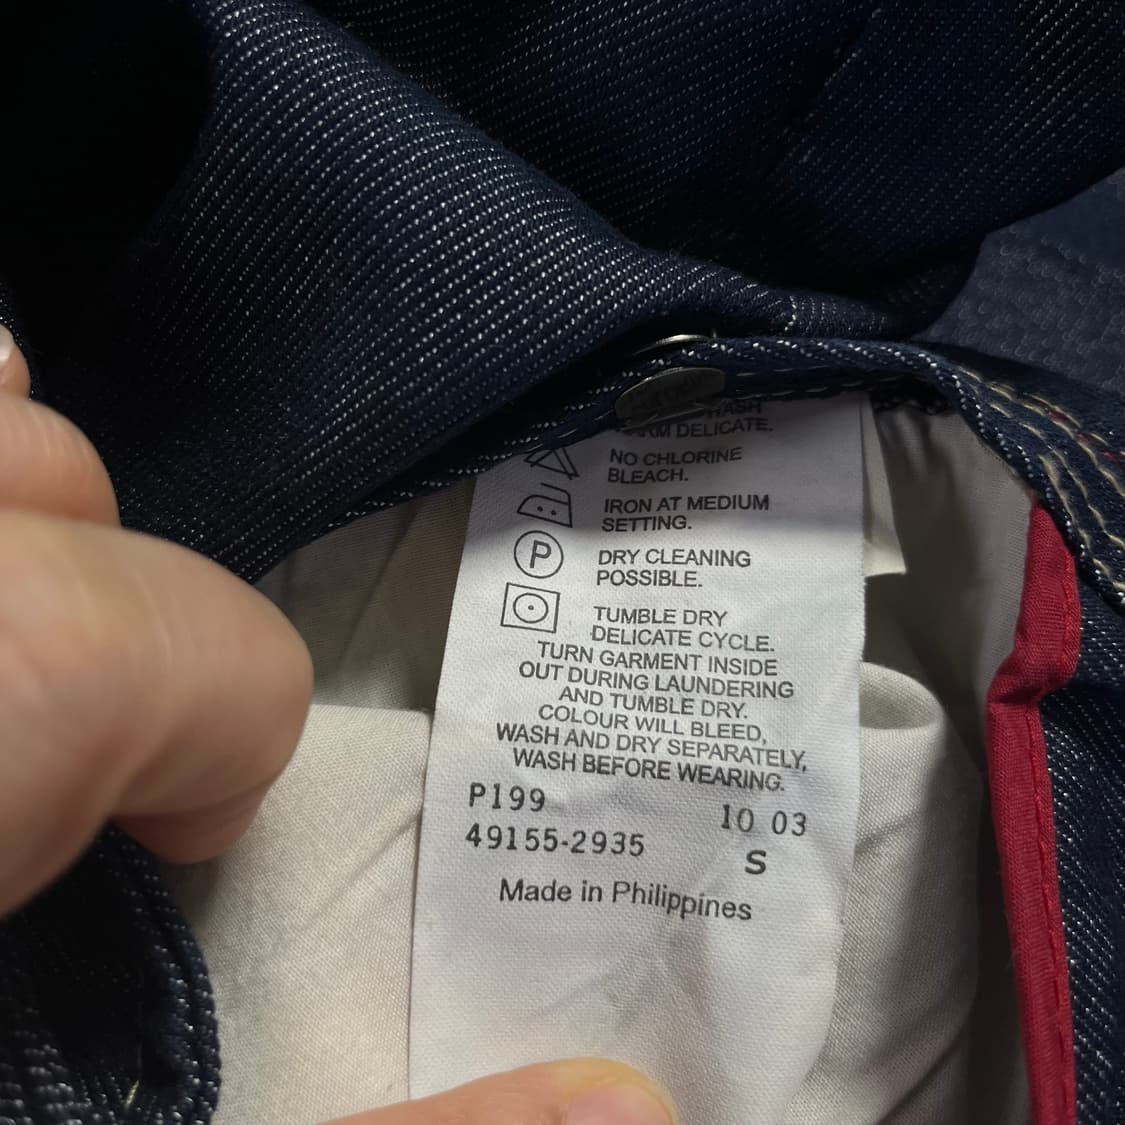 WASH
WARM DELICATE.
NO CHLORINE
BLEACH.
IRON AT MEDIUM
SETTING.
P
DRY CLEANING
POSSIBLE.
TUMBLE DRY
DELICATE CYCLE.
TURN GARMENT INSIDE
OUT DURING LAUNDERING
AND TUMBLE DRY.
COLOUR WILL BLEED,
WASH AND DRY SEPARATELY,
WASH BEFORE WEARING.
P199
10 03
49155-2935
S
Made in Philippines